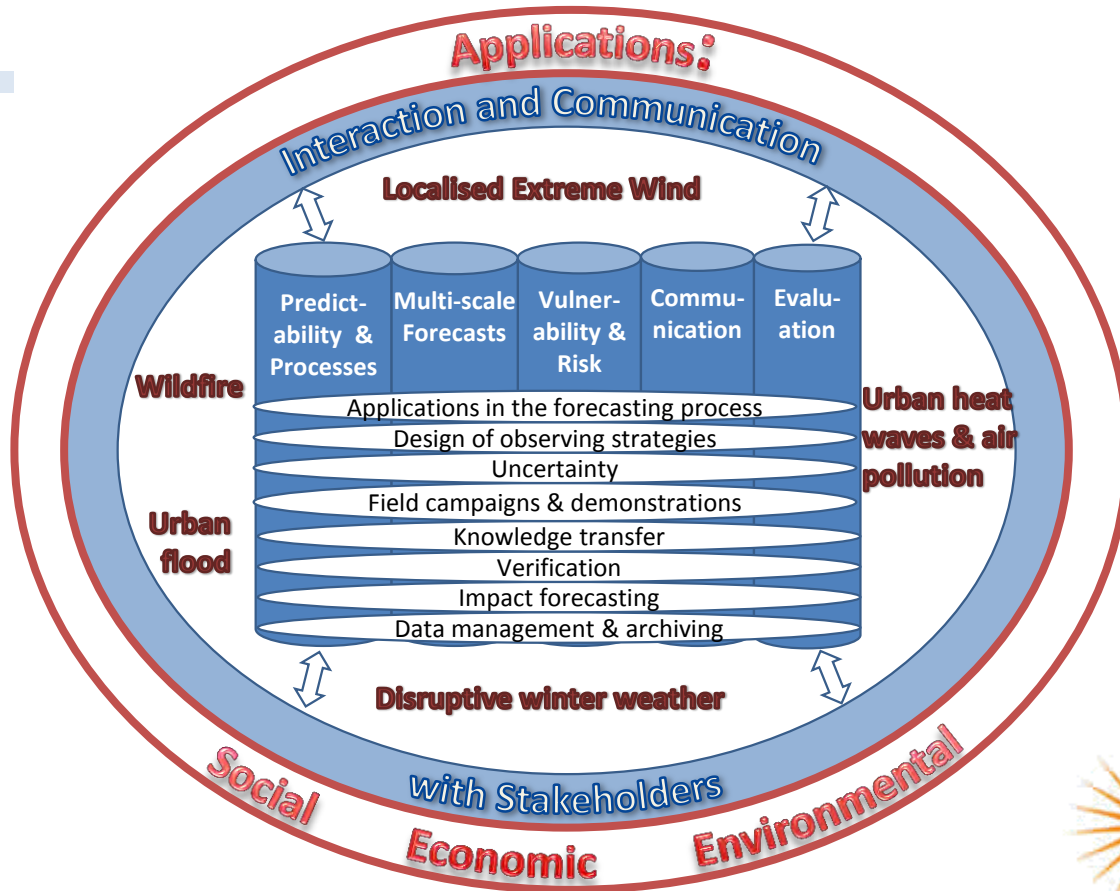 Applications:
Interaction and Communication
Localised Extreme Wind
Predict-
ability &
Processes
Multi-scale
Forecasts
Vulner-
ability &
Risk
Commu-
nication
Evalu-
ation
Wildfire
Urban heat
waves & air
pollution
Applications in the forecasting process
Design of observing strategies
Uncertainty
Field campaigns & demonstrations
Urban
flood
Knowledge transfer
Verification
Impact forecasting
Data management & archiving
Disruptive winter weather
with Stakeholders
Social
Economic
Environmental